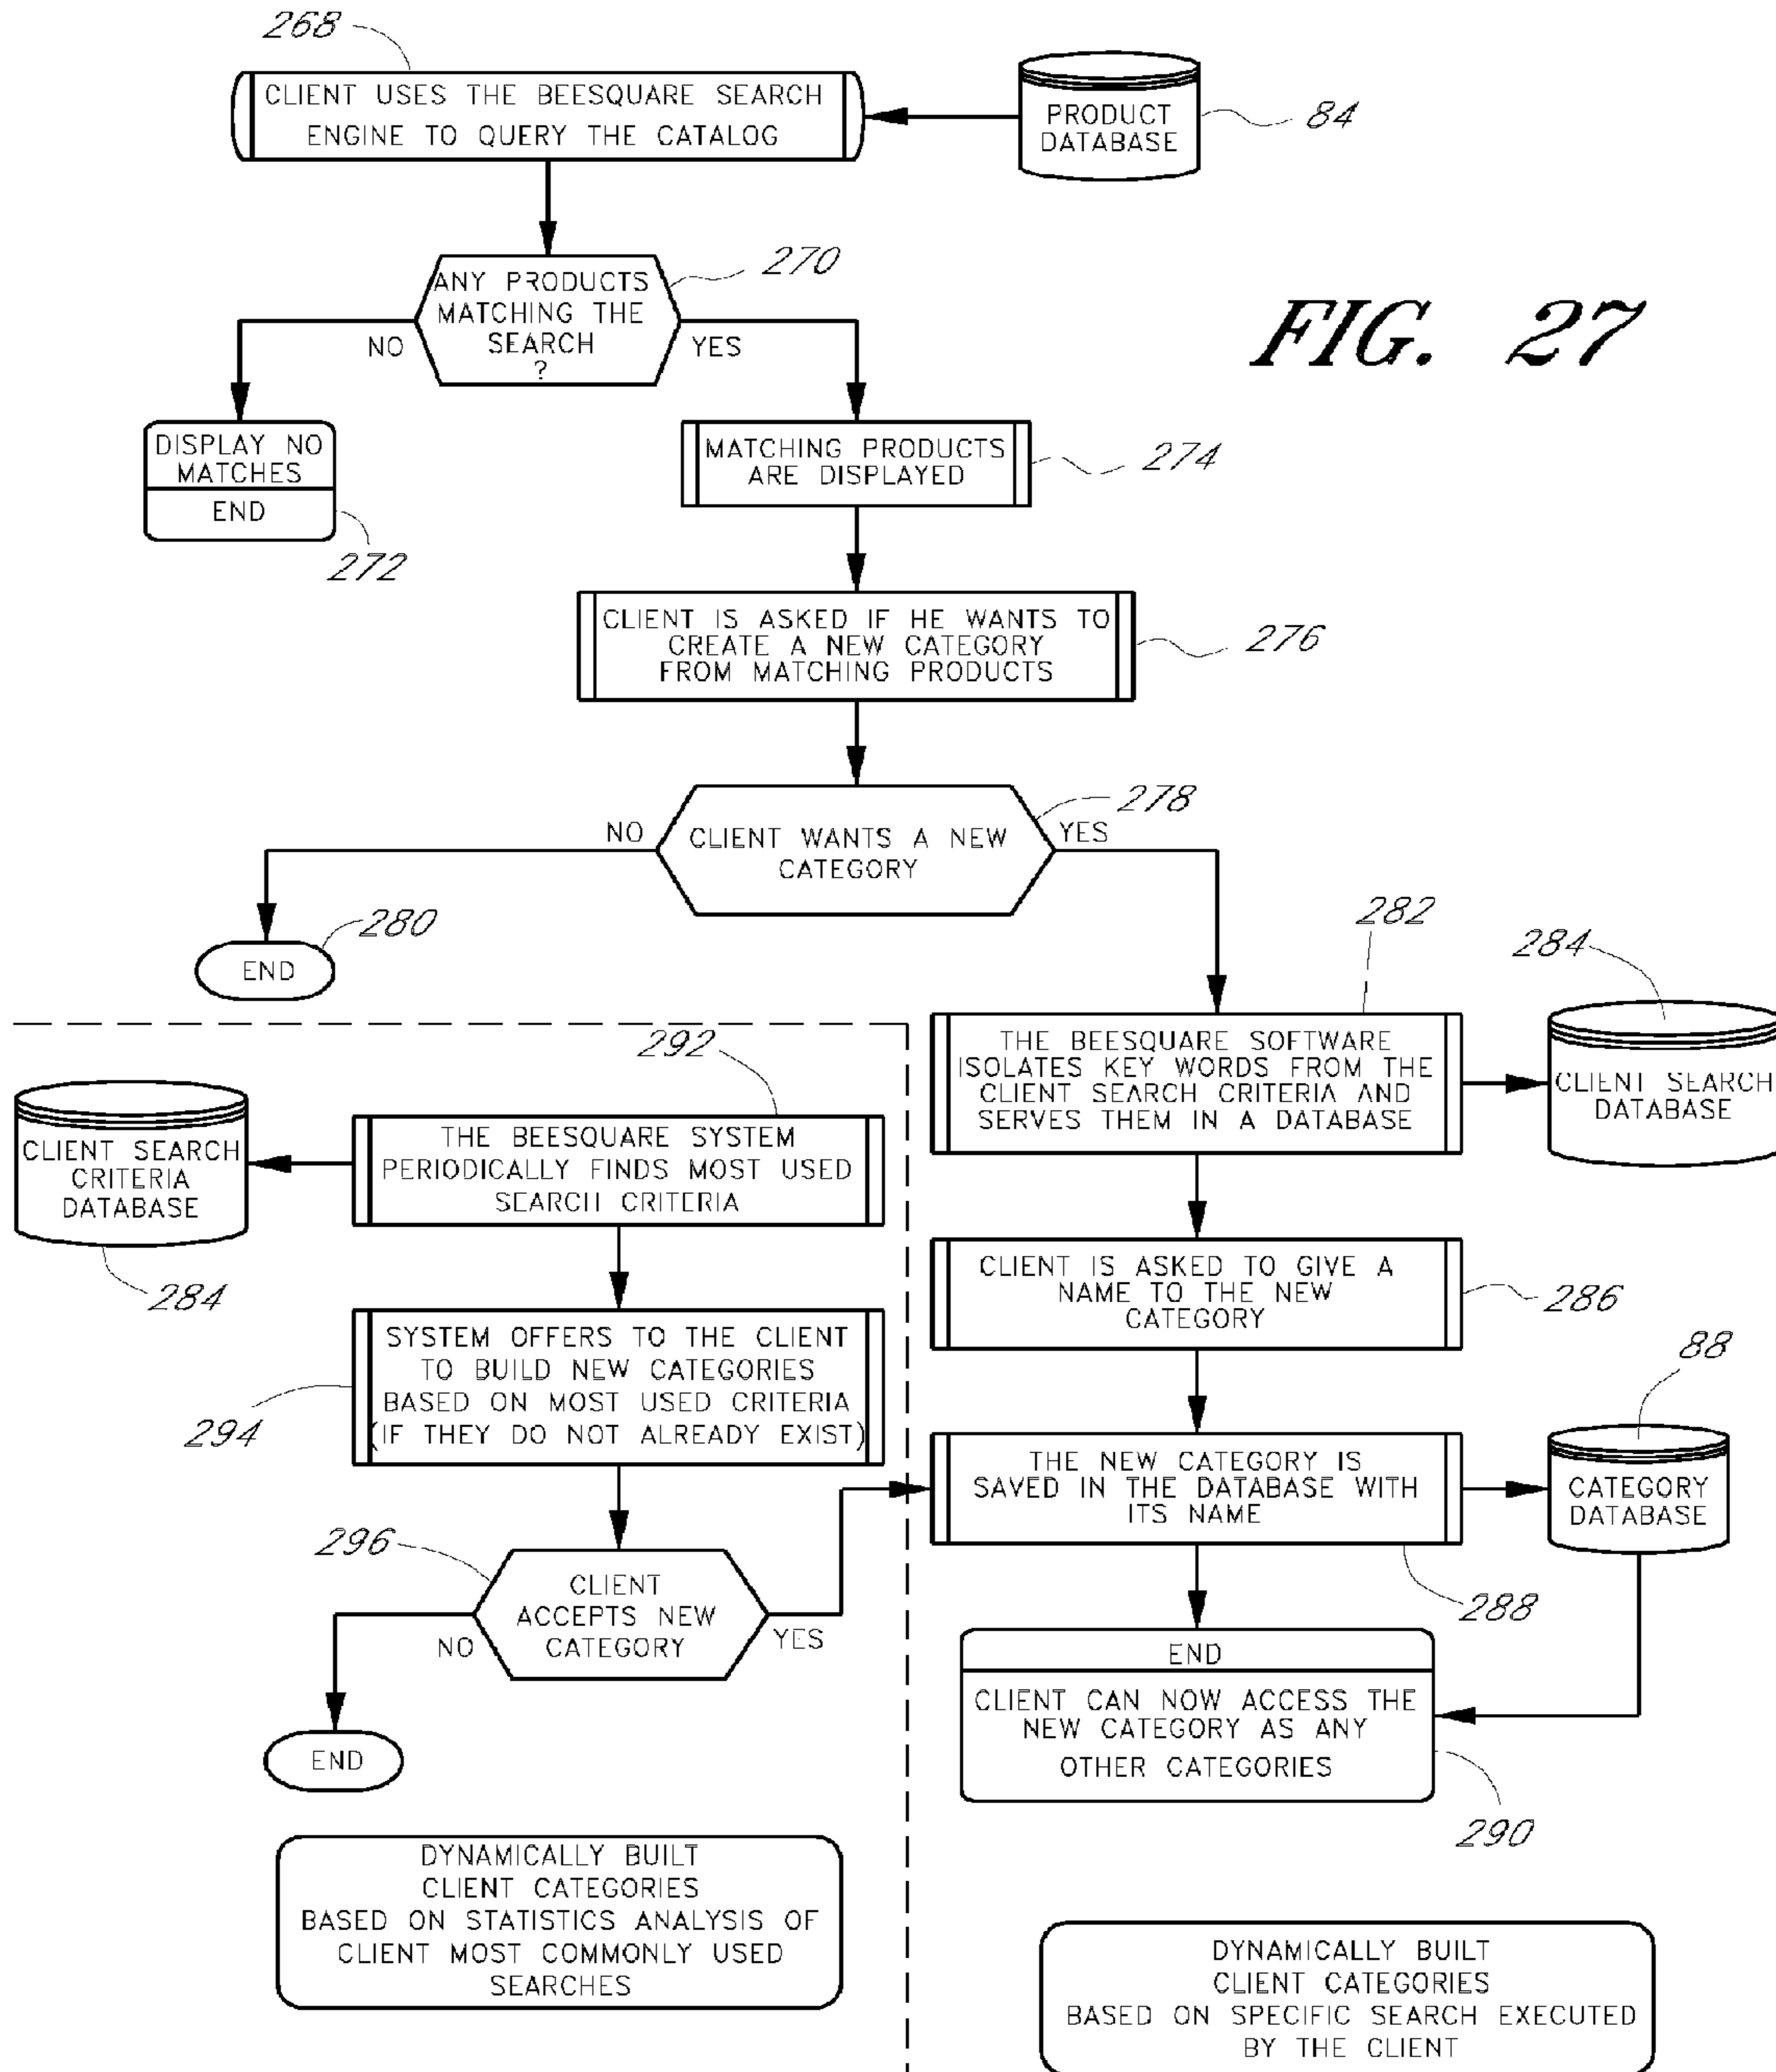 268
CLIENT USES THE BEESQUARE SEARCH
ENGINE TO QUERY THE CATALOG
PRODUCT
DATABASE
84
ANY PRODUCTS
MATCHING THE
SEARCH
?
270
NO
YES
FIG. 27
DISPLAY NO
MATCHES
END
272
MATCHING PRODUCTS
ARE DISPLAYED
274
CLIENT IS ASKED IF HE WANTS TO
CREATE A NEW CATEGORY
FROM MATCHING PRODUCTS
276
278
NO
CLIENT WANTS A NEW
CATEGORY
YES
280
END
282
284
THE BEESQUARE SOFTWARE
ISOLATES KEY WORDS FROM THE
CLIENT SEARCH CRITERIA AND
SERVES THEM IN A DATABASE
CLIENT SEARCH
DATABASE
292
CLIENT SEARCH
CRITERIA
DATABASE
284
THE BEESQUARE SYSTEM
PERIODICALLY FINDS MOST USED
SEARCH CRITERIA
CLIENT IS ASKED TO GIVE A
NAME TO THE NEW
CATEGORY
286
SYSTEM OFFERS TO THE CLIENT
TO BUILD NEW CATEGORIES
BASED ON MOST USED CRITERIA
(IF THEY DO NOT ALREADY EXIST)
294
88
THE NEW CATEGORY IS
SAVED IN THE DATABASE WITH
ITS NAME
CATEGORY
DATABASE
288
296
CLIENT
ACCEPTS NEW
CATEGORY
NO
YES
END
END
CLIENT CAN NOW ACCESS THE
NEW CATEGORY AS ANY
OTHER CATEGORIES
290
DYNAMICALLY BUILT
CLIENT CATEGORIES
BASED ON STATISTICS ANALYSIS OF
CLIENT MOST COMMONLY USED
SEARCHES
DYNAMICALLY BUILT
CLIENT CATEGORIES
BASED ON SPECIFIC SEARCH EXECUTED
BY THE CLIENT